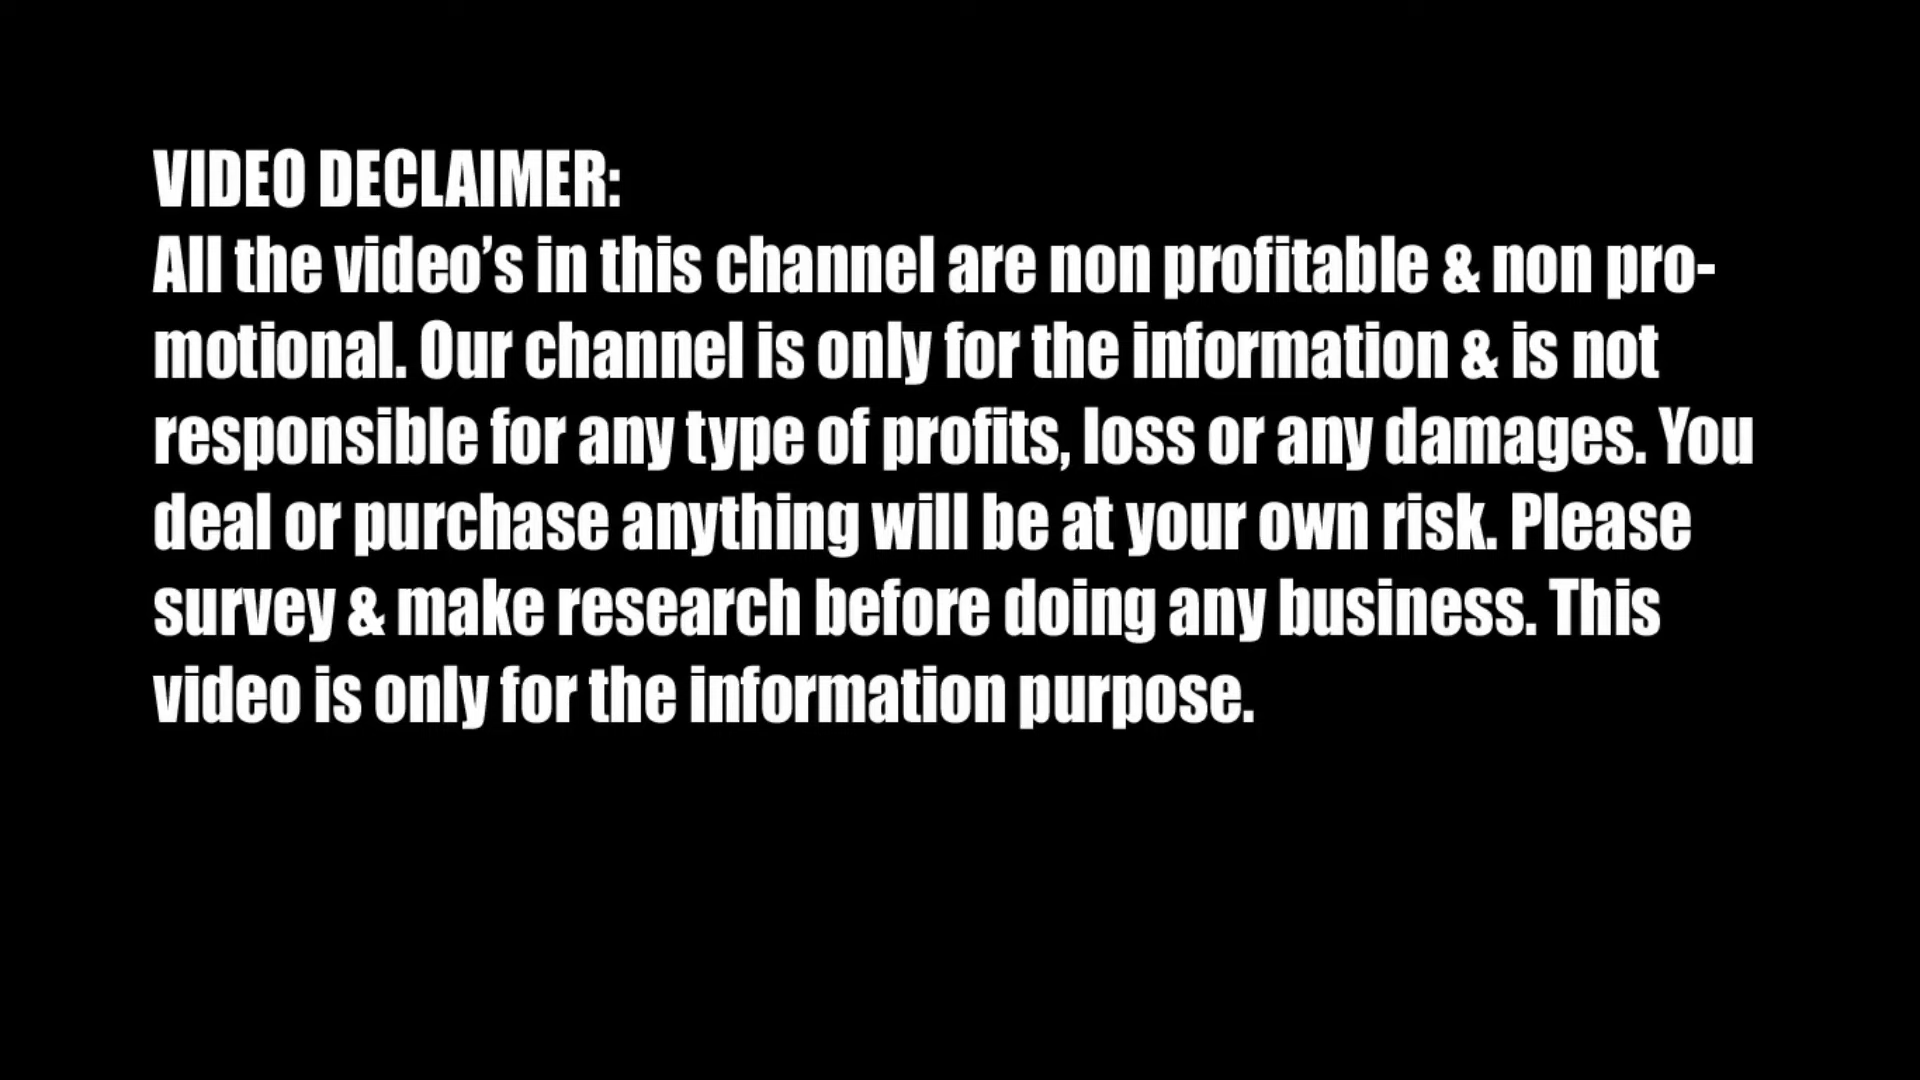 VIDEO DECLAIMER:
All the video’s in this channel are non profitable & non pro-
motional. Our channel is only for the information & is not
responsible for any type of profits, loss or any damages. You
deal or purchase anything will be at your own risk. Please
survey & make research before doing any business. This
video is only for the information purpose.